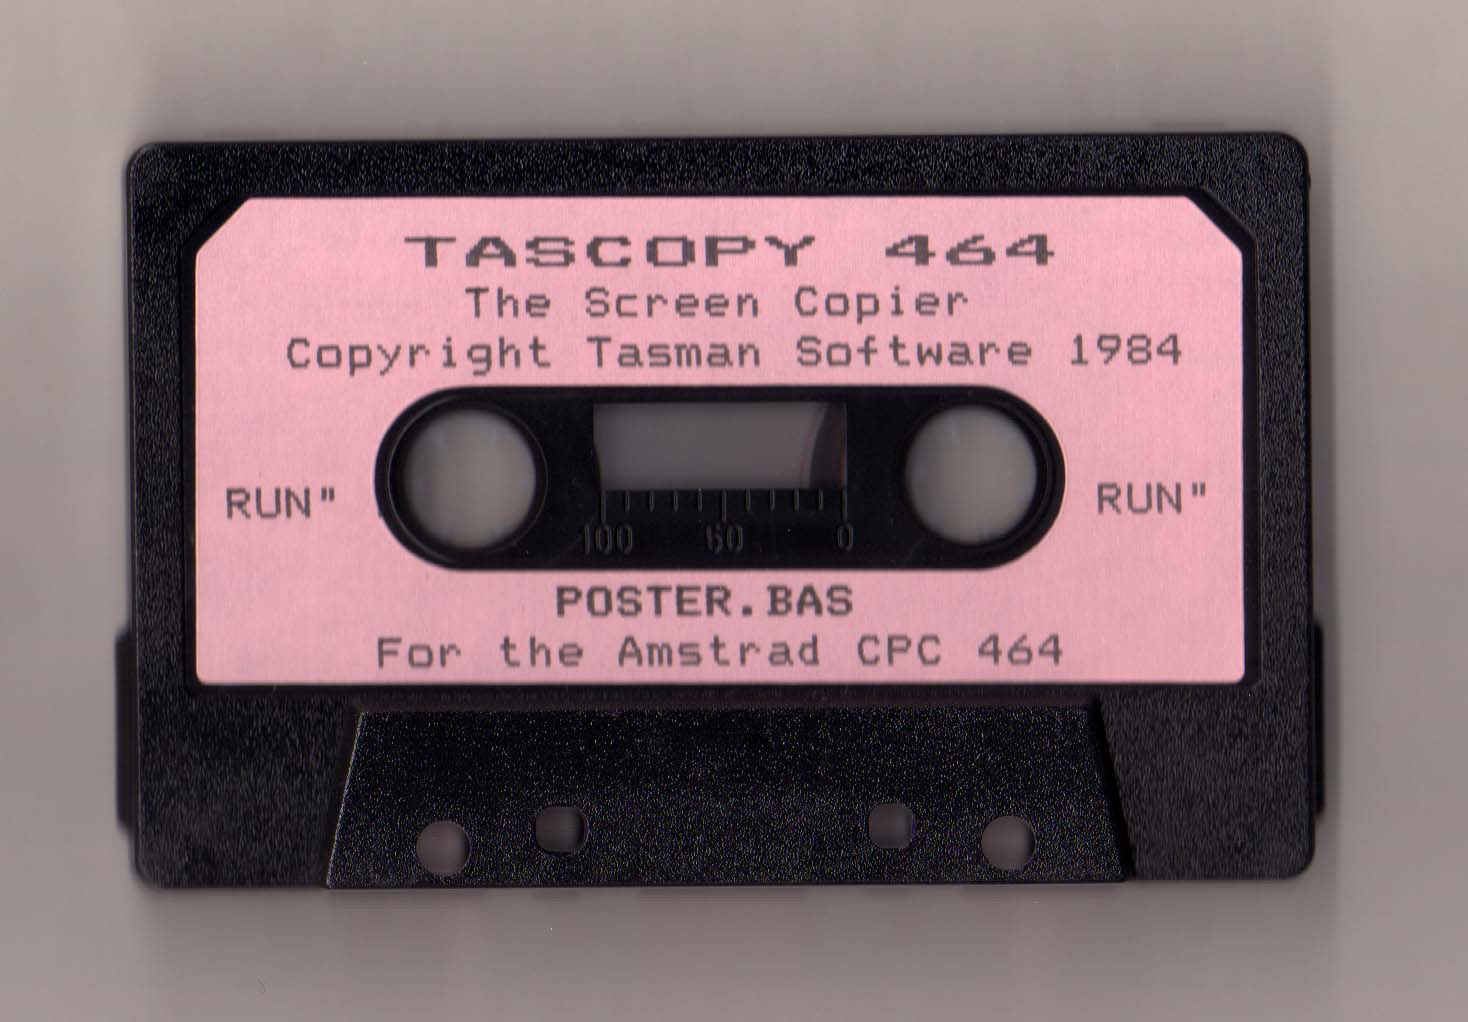 TASCOPY 464
The Screen Copier
Copyright Tasman Software 1984
RUN" RUN"
100 50 0
POSTER.BAS
For the Amstrad CPC 464